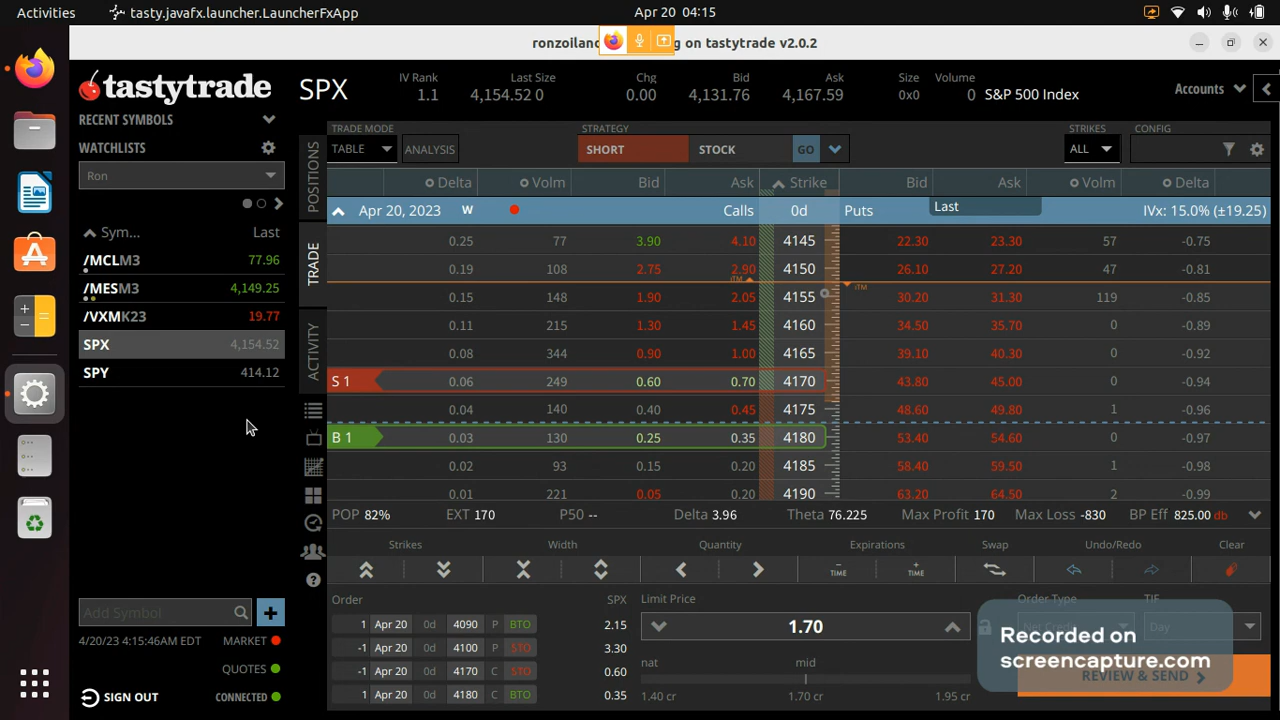 Activities
tasty.javafx.launcher.LauncherFxApp
Apr 20 04:15
ronzoilan
g on tastytrade v2.0.2
tastytrade
RECENT SYMBOLS
WATCHLISTS
Ron
Sym... Last
/MCLM3 77.96
/MESM3 4,149.25
/VXMK23 19.77
SPX 4,154.52
SPY 414.12
Add Symbol
4/20/23 4:15:46AM EDT MARKET
QUOTES
SIGN OUT CONNECTED
SPX
IV Rank Last Size Chg Bid Ask Size Volume
1.1 4,154.52 0 0.00 4,131.76 4,167.59 0x0 0 S&P 500 Index
Accounts
POSITIONS
TRADE
ACTIVITY
TRADE MODE STRATEGY STRIKES CONFIG
TABLE ANALYSIS SHORT STOCK GO ALL
Delta Volm Bid Ask Strike Bid Ask Volm Delta
Apr 20, 2023 W Calls 0d Puts Last IVx: 15.0% (±19.25)
0.25 77 3.90 4.10 4145 22.30 23.30 57 -0.75
0.19 108 2.75 2.90 4150 26.10 27.20 47 -0.81
iTM iTM
0.15 148 1.90 2.05 4155 30.20 31.30 119 -0.85
0.11 215 1.30 1.45 4160 34.50 35.70 0 -0.89
0.08 344 0.90 1.00 4165 39.10 40.30 0 -0.92
S 1 0.06 249 0.60 0.70 4170 43.80 45.00 0 -0.94
0.04 140 0.40 0.45 4175 48.60 49.80 1 -0.96
B 1 0.03 130 0.25 0.35 4180 53.40 54.60 0 -0.97
0.02 93 0.15 0.20 4185 58.40 59.50 1 -0.98
0.01 221 0.05 0.20 4190 63.20 64.50 2 -0.99
POP 82% EXT 170 P50 -- Delta 3.96 Theta 76.225 Max Profit 170 Max Loss -830 BP Eff 825.00 db
Strikes Width Quantity Expirations Swap Undo/Redo Clear
TIME TIME
Order SPX Limit Price Order Type TIF
1 Apr 20 0d 4090 P BTO 2.15
-1 Apr 20 0d 4100 P STO 3.30
-1 Apr 20 0d 4170 C STO 0.60
1 Apr 20 0d 4180 C BTO 0.35
1.70
Net Credit Day
nat mid
1.40 cr 1.70 cr 1.95 cr
REVIEW & SEND
Recorded on
screencapture.com